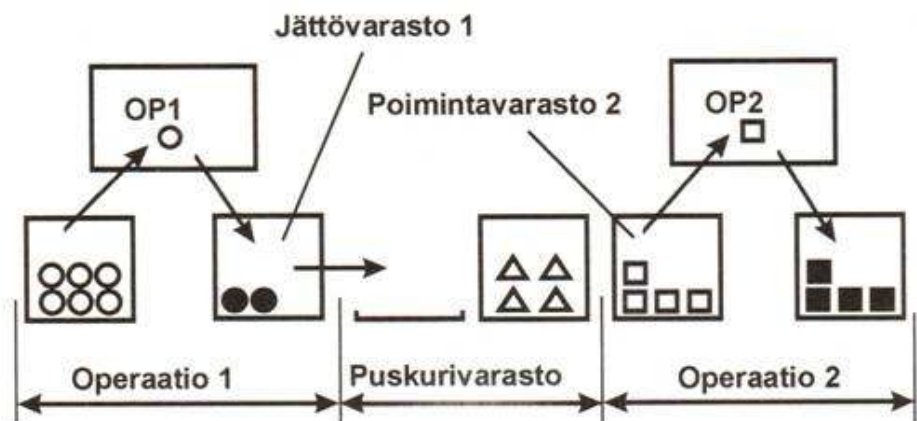 Jättövarasto 1
OP1
Poimintavarasto 2
OP2
Operaatio 1
Puskurivarasto
Operaatio 2